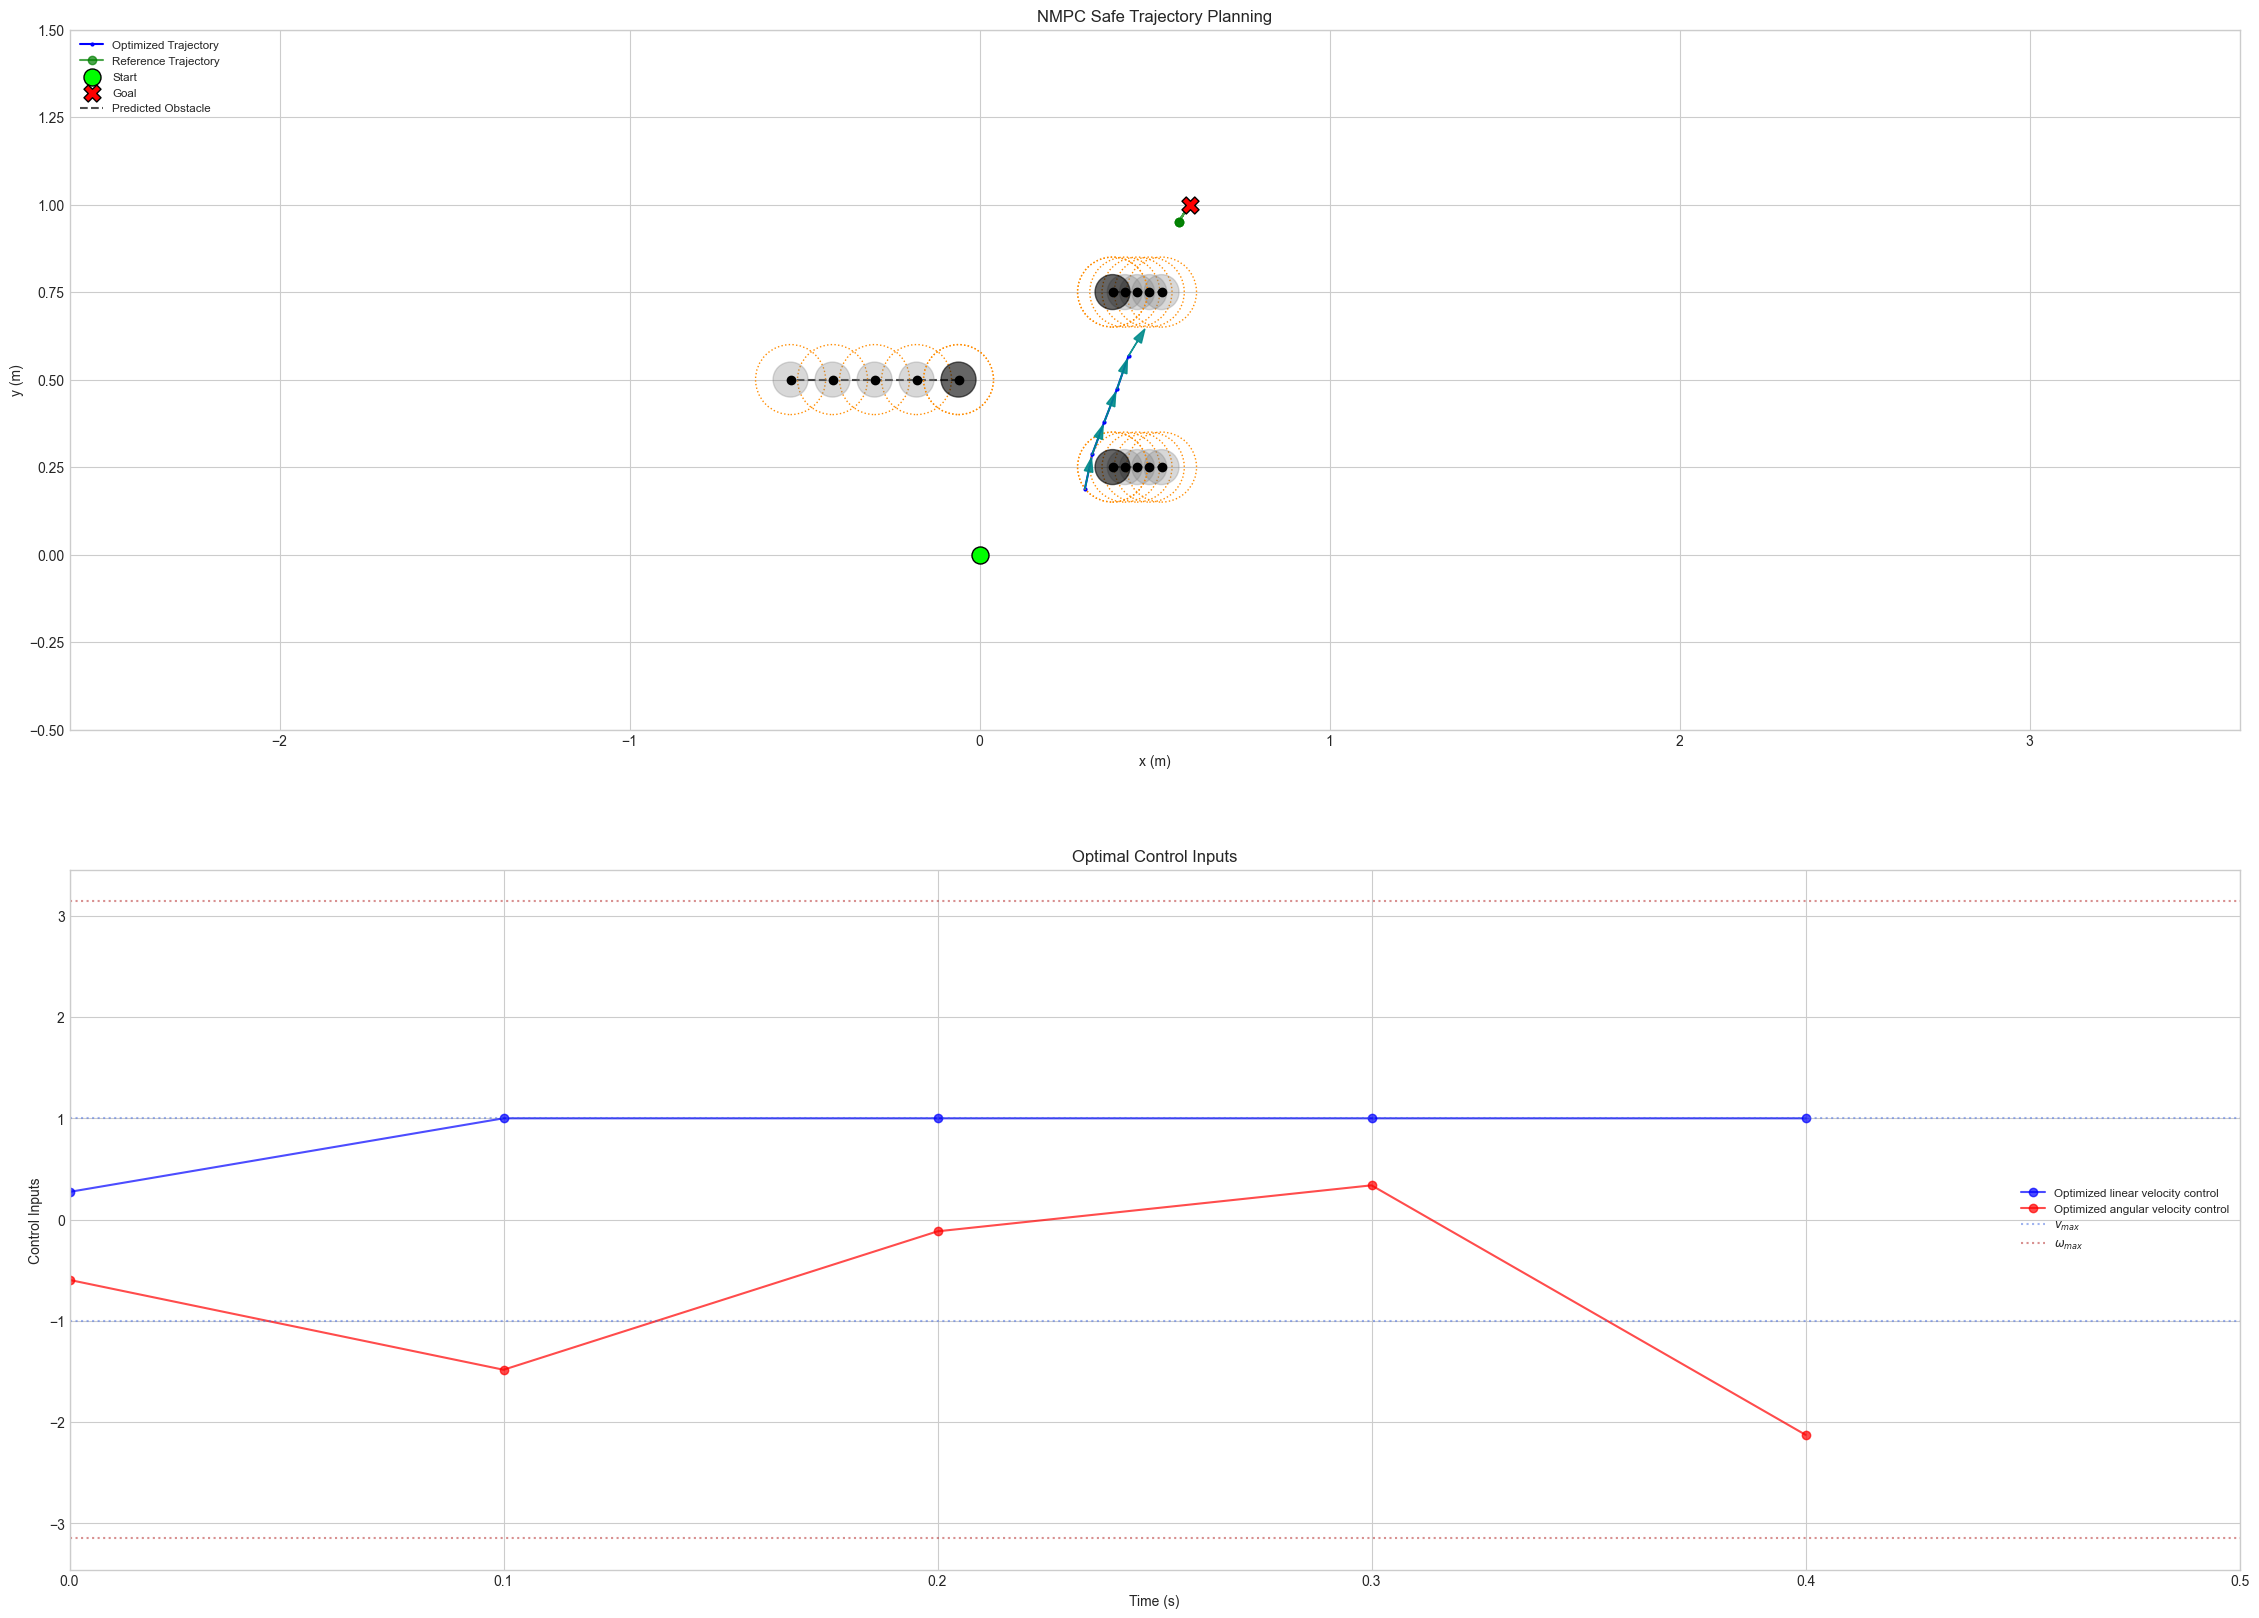 NMPC Safe Trajectory Planning
1.50
1.25
1.00
0.75
0.50
0.25
0.00
−0.25
−0.50
y (m)
Optimized Trajectory
Reference Trajectory
Start
Goal
Predicted Obstacle
−2
−1
0
1
2
3
x (m)
Optimal Control Inputs
3
2
1
0
−1
−2
−3
Control Inputs
Optimized linear velocity control
Optimized angular velocity control
v_max
ω_max
0.0
0.1
0.2
0.3
0.4
0.5
Time (s)